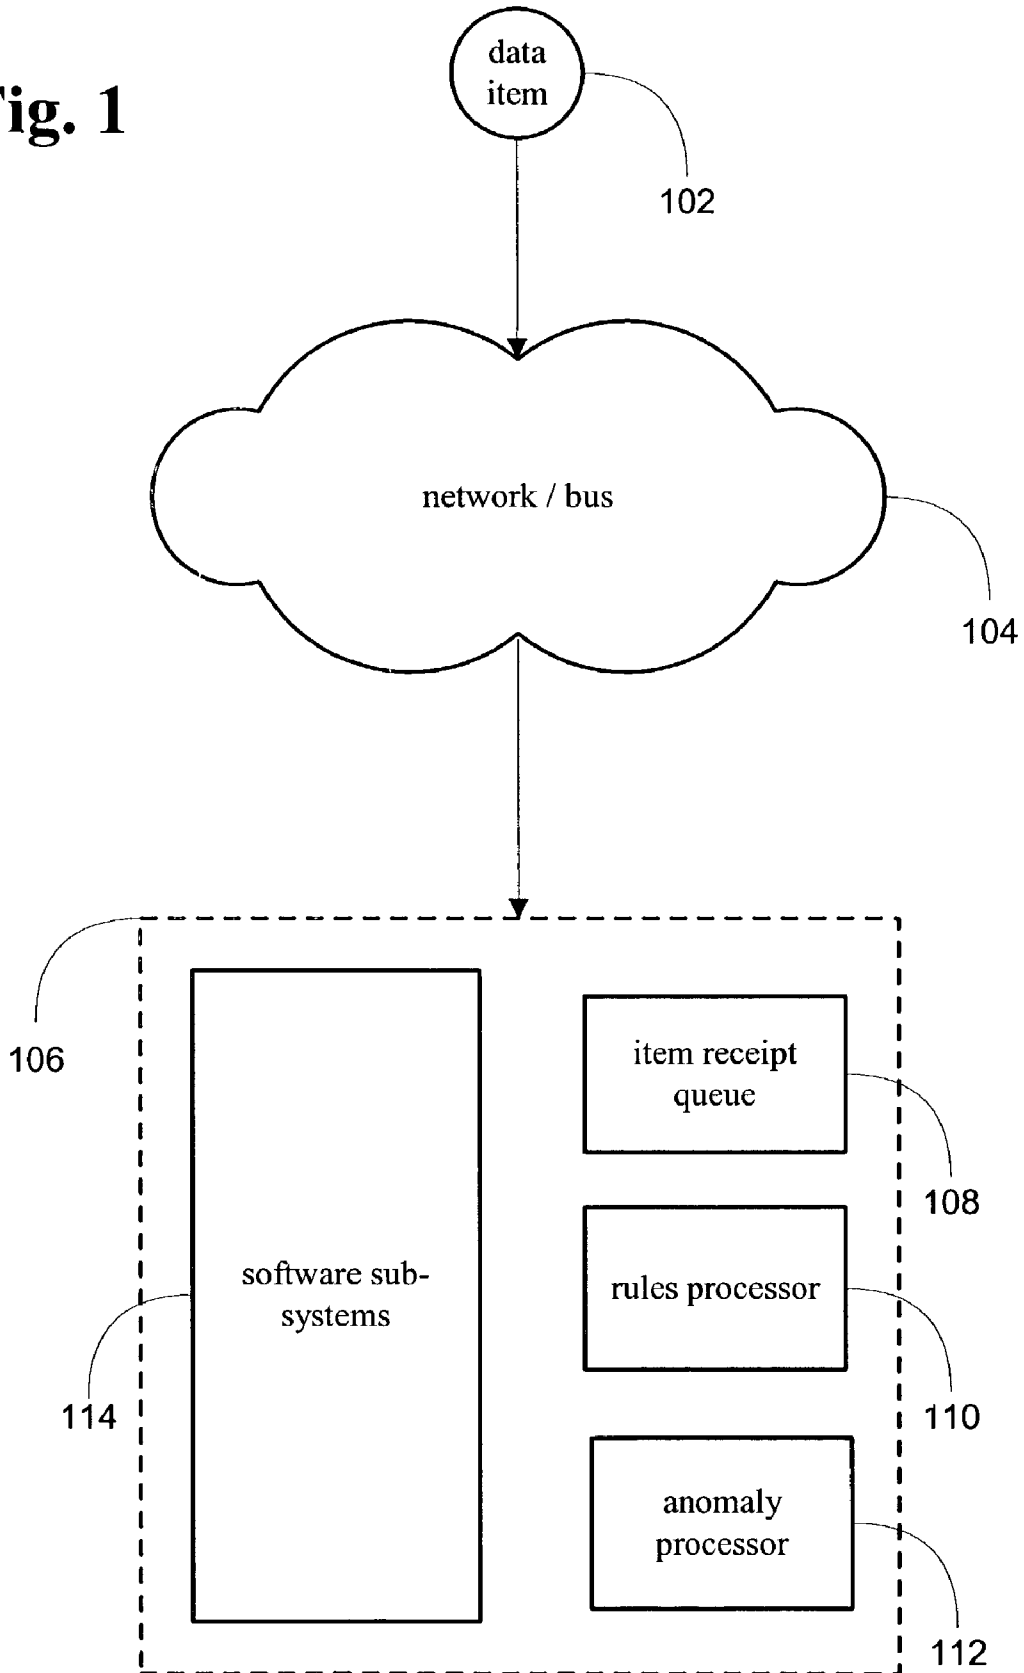 data
item
Fig. 1
102
network / bus
104
106
item receipt
queue
108
software sub-
systems
rules processor
114
110
anomaly
processor
112